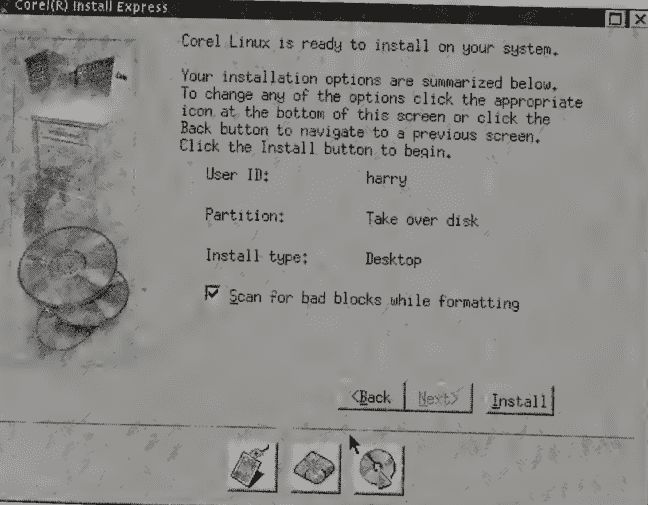 Corel(R) Install Express
Corel Linux is ready to install on your system.
Your installation options are summarized below.
To change any of the options click the appropriate
icon at the bottom of this screen or click the
Back button to navigate to a previous screen.
Click the Install button to begin.
User ID: harry
Partition: Take over disk
Install type: Desktop
Scan for bad blocks while formatting
<Back Next> Install